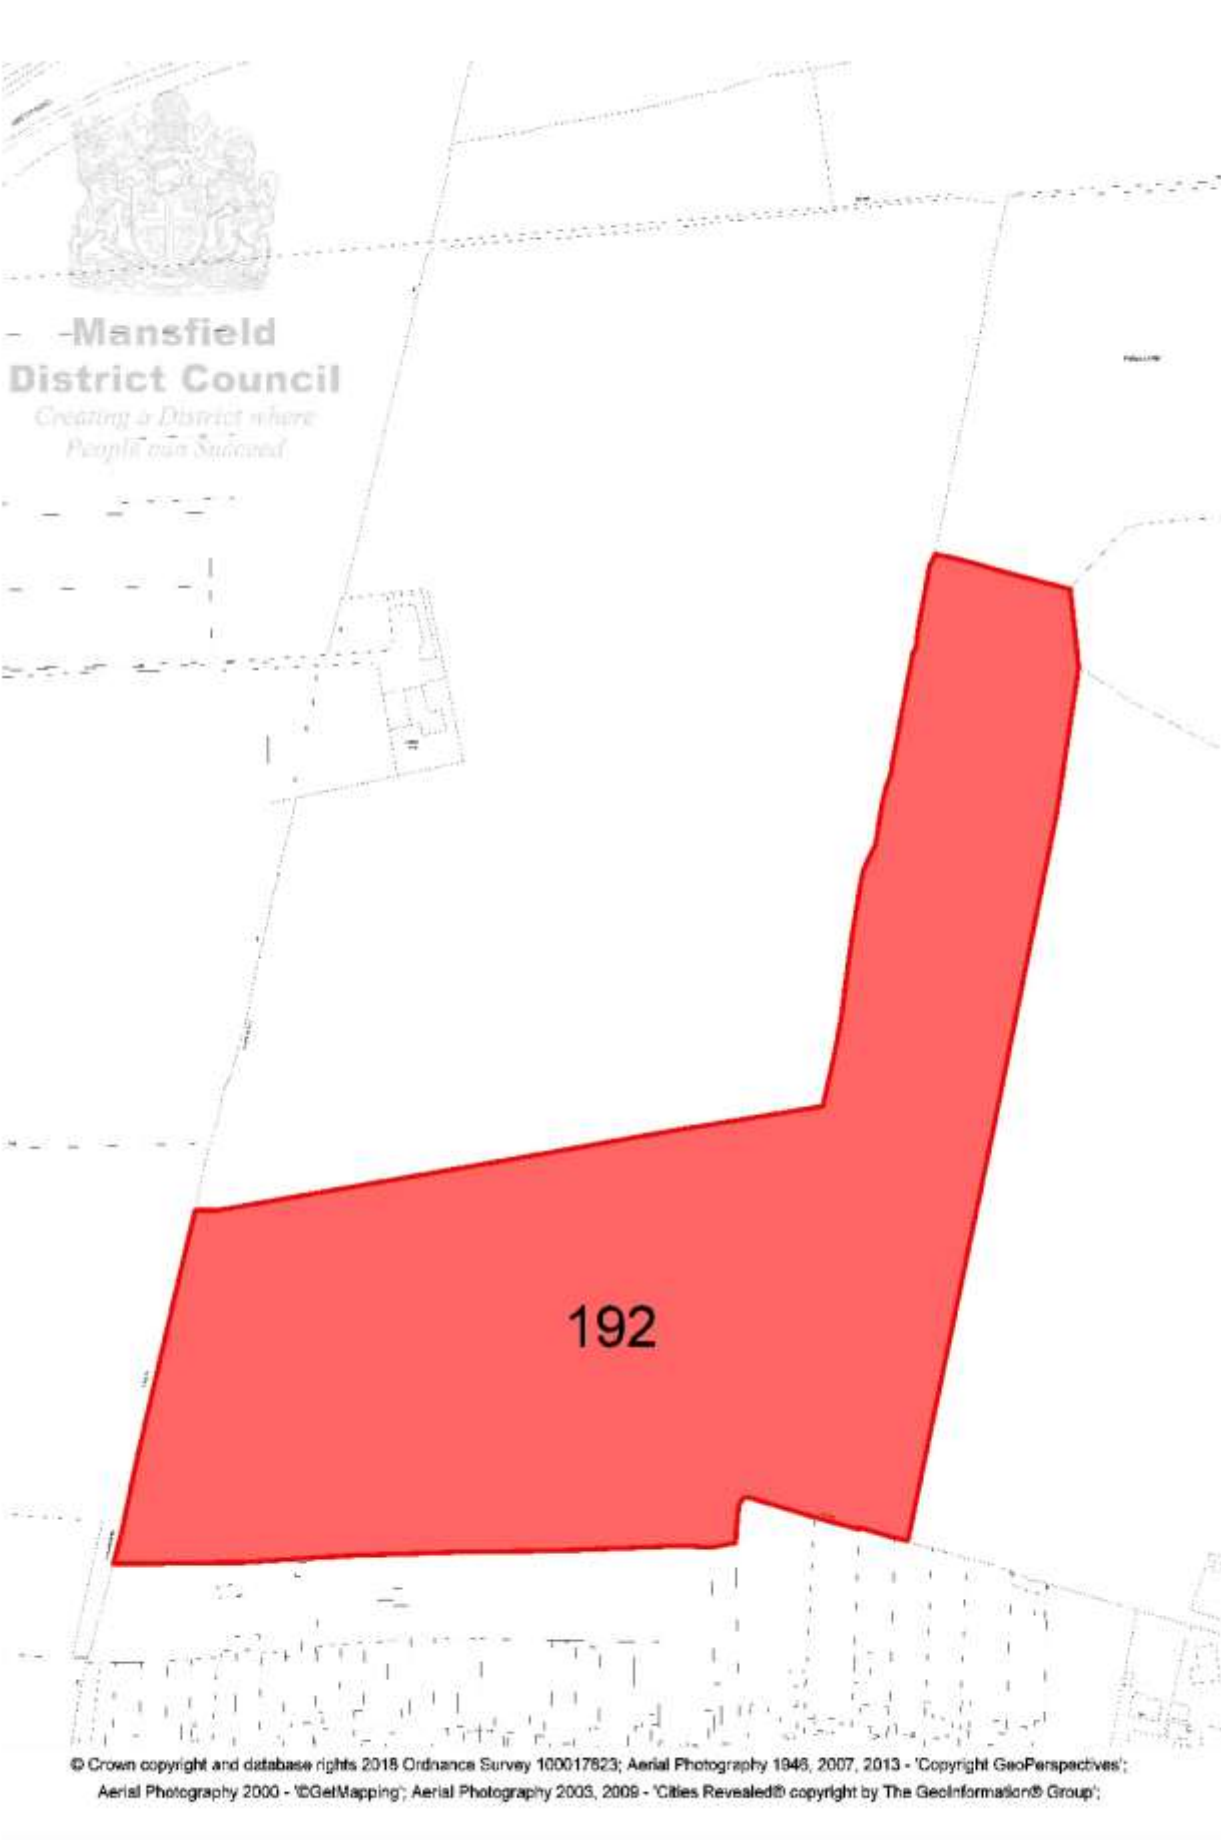 Mansfield
District Council
Creating a District where
People can Succeed
192
© Crown copyright and database rights 2018 Ordnance Survey 100017823; Aerial Photography 1946, 2007, 2013 - 'Copyright GeoPerspectives';
Aerial Photography 2000 - '©GetMapping'; Aerial Photography 2003, 2009 - 'Cities Revealed® copyright by The GeoInformation® Group';